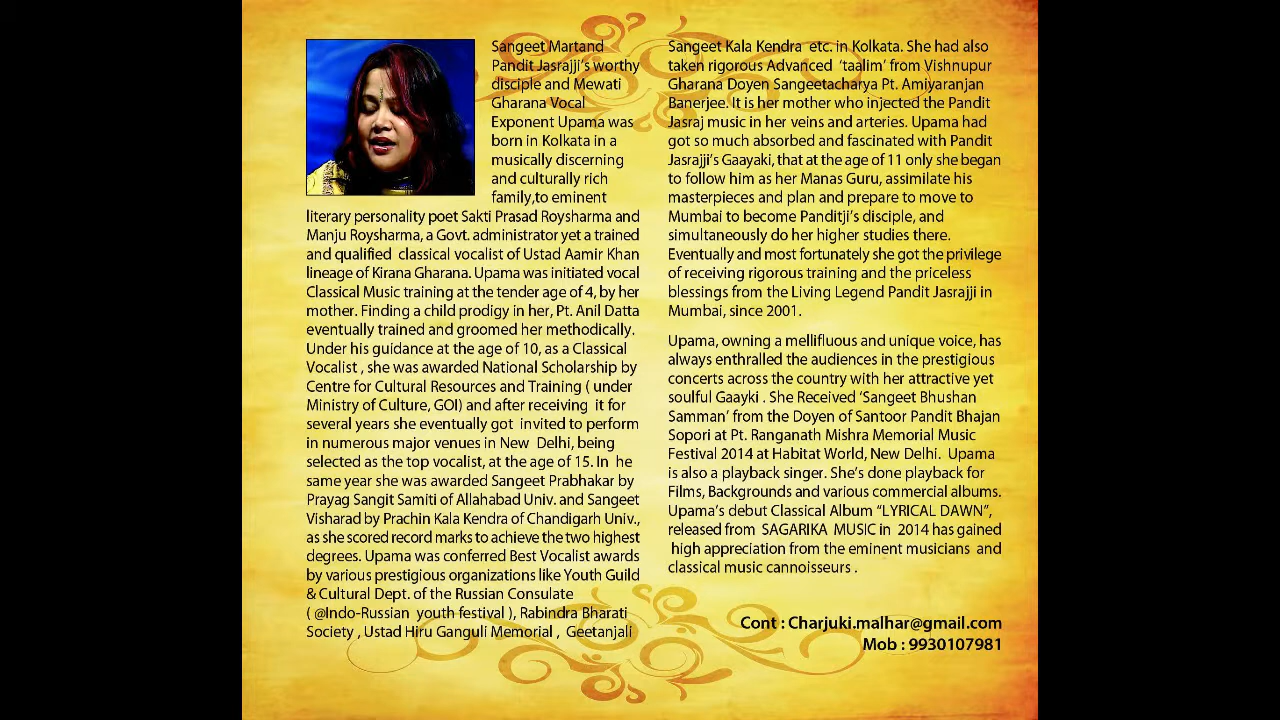 Sangeet Martand
Pandit Jasrajji's worthy
disciple and Mewati
Gharana Vocal
Exponent Upama was
born in Kolkata in a
musically discerning
and culturally rich
family,to eminent
literary personality poet Sakti Prasad Roysharma and
Manju Roysharma, a Govt. administrator yet a trained
and qualified classical vocalist of Ustad Aamir Khan
lineage of Kirana Gharana. Upama was initiated vocal
Classical Music training at the tender age of 4, by her
mother. Finding a child prodigy in her, Pt. Anil Datta
eventually trained and groomed her methodically.
Under his guidance at the age of 10, as a Classical
Vocalist , she was awarded National Scholarship by
Centre for Cultural Resources and Training ( under
Ministry of Culture, GOI) and after receiving it for
several years she eventually got invited to perform
in numerous major venues in New Delhi, being
selected as the top vocalist, at the age of 15. In he
same year she was awarded Sangeet Prabhakar by
Prayag Sangit Samiti of Allahabad Univ. and Sangeet
Visharad by Prachin Kala Kendra of Chandigarh Univ.,
as she scored record marks to achieve the two highest
degrees. Upama was conferred Best Vocalist awards
by various prestigious organizations like Youth Guild
& Cultural Dept. of the Russian Consulate
( @Indo-Russian youth festival ), Rabindra Bharati
Society , Ustad Hiru Ganguli Memorial , Geetanjali
Sangeet Kala Kendra etc. in Kolkata. She had also
taken rigorous Advanced 'taalim' from Vishnupur
Gharana Doyen Sangeetacharya Pt. Amiyaranjan
Banerjee. It is her mother who injected the Pandit
Jasraj music in her veins and arteries. Upama had
got so much absorbed and fascinated with Pandit
Jasrajji's Gaayaki, that at the age of 11 only she began
to follow him as her Manas Guru, assimilate his
masterpieces and plan and prepare to move to
Mumbai to become Panditji's disciple, and
simultaneously do her higher studies there.
Eventually and most fortunately she got the privilege
of receiving rigorous training and the priceless
blessings from the Living Legend Pandit Jasrajji in
Mumbai, since 2001.
Upama, owning a mellifluous and unique voice, has
always enthralled the audiences in the prestigious
concerts across the country with her attractive yet
soulful Gaayki . She Received 'Sangeet Bhushan
Samman' from the Doyen of Santoor Pandit Bhajan
Sopori at Pt. Ranganath Mishra Memorial Music
Festival 2014 at Habitat World, New Delhi. Upama
is also a playback singer. She's done playback for
Films, Backgrounds and various commercial albums.
Upama's debut Classical Album "LYRICAL DAWN",
released from SAGARIKA MUSIC in 2014 has gained
high appreciation from the eminent musicians and
classical music cannoisseurs .
Cont : Charjuki.malhar@gmail.com
Mob : 9930107981